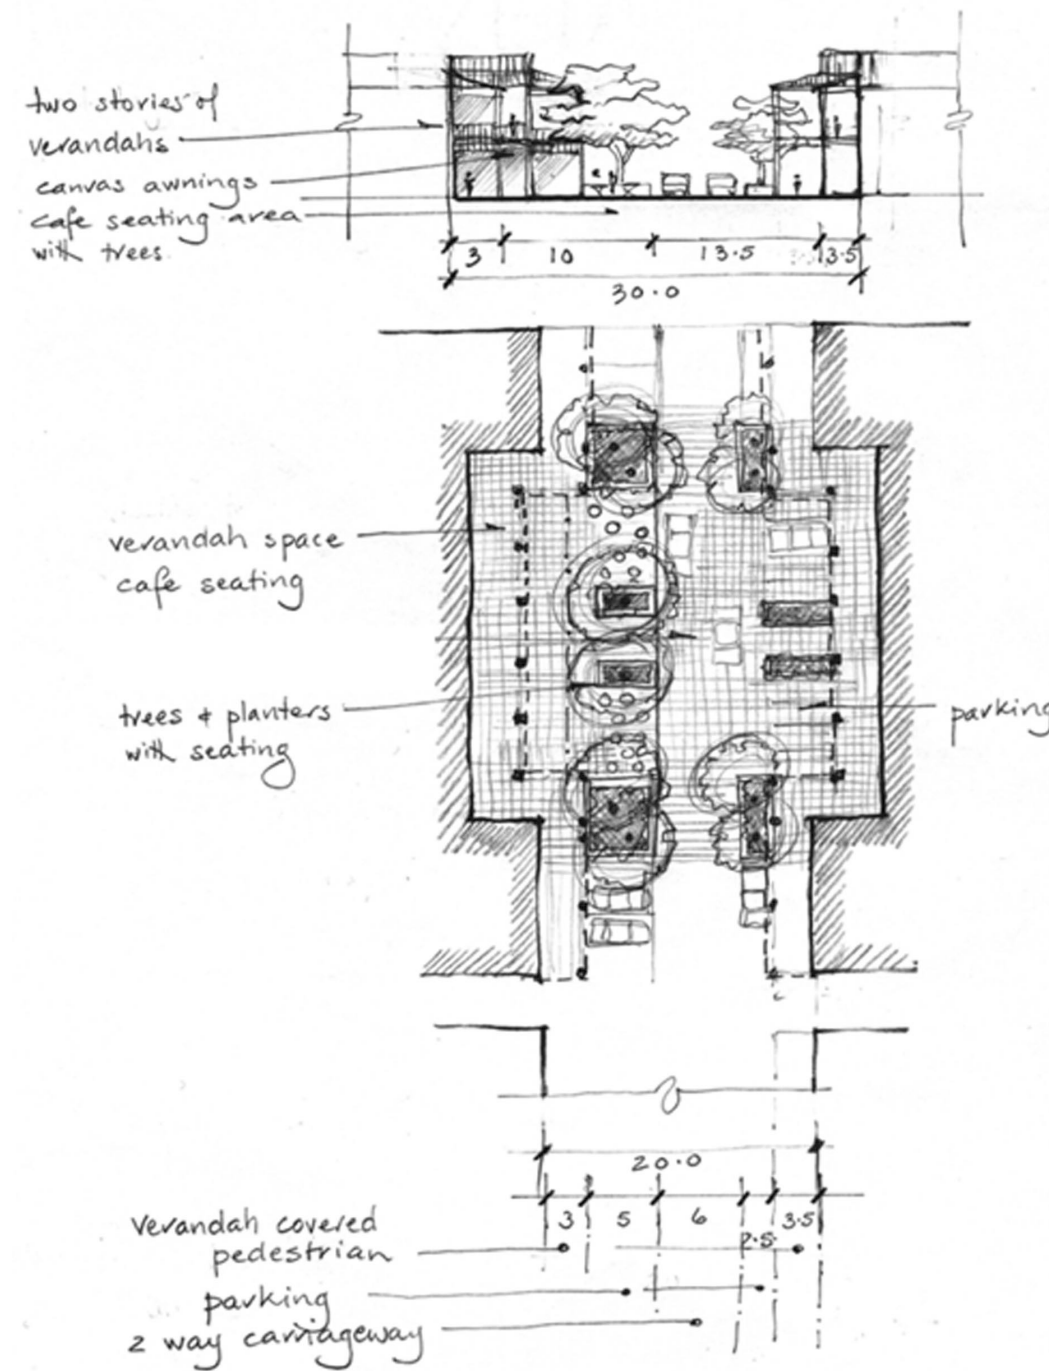 two stories of
verandahs
canvas awnings
cafe seating area
with trees
3 10 13.5 3.5
30.0
verandah space
cafe seating
trees + planters
with seating
parking
20.0
3 5 6 2.5 3.5
verandah covered
pedestrian
parking
2 way carriageway